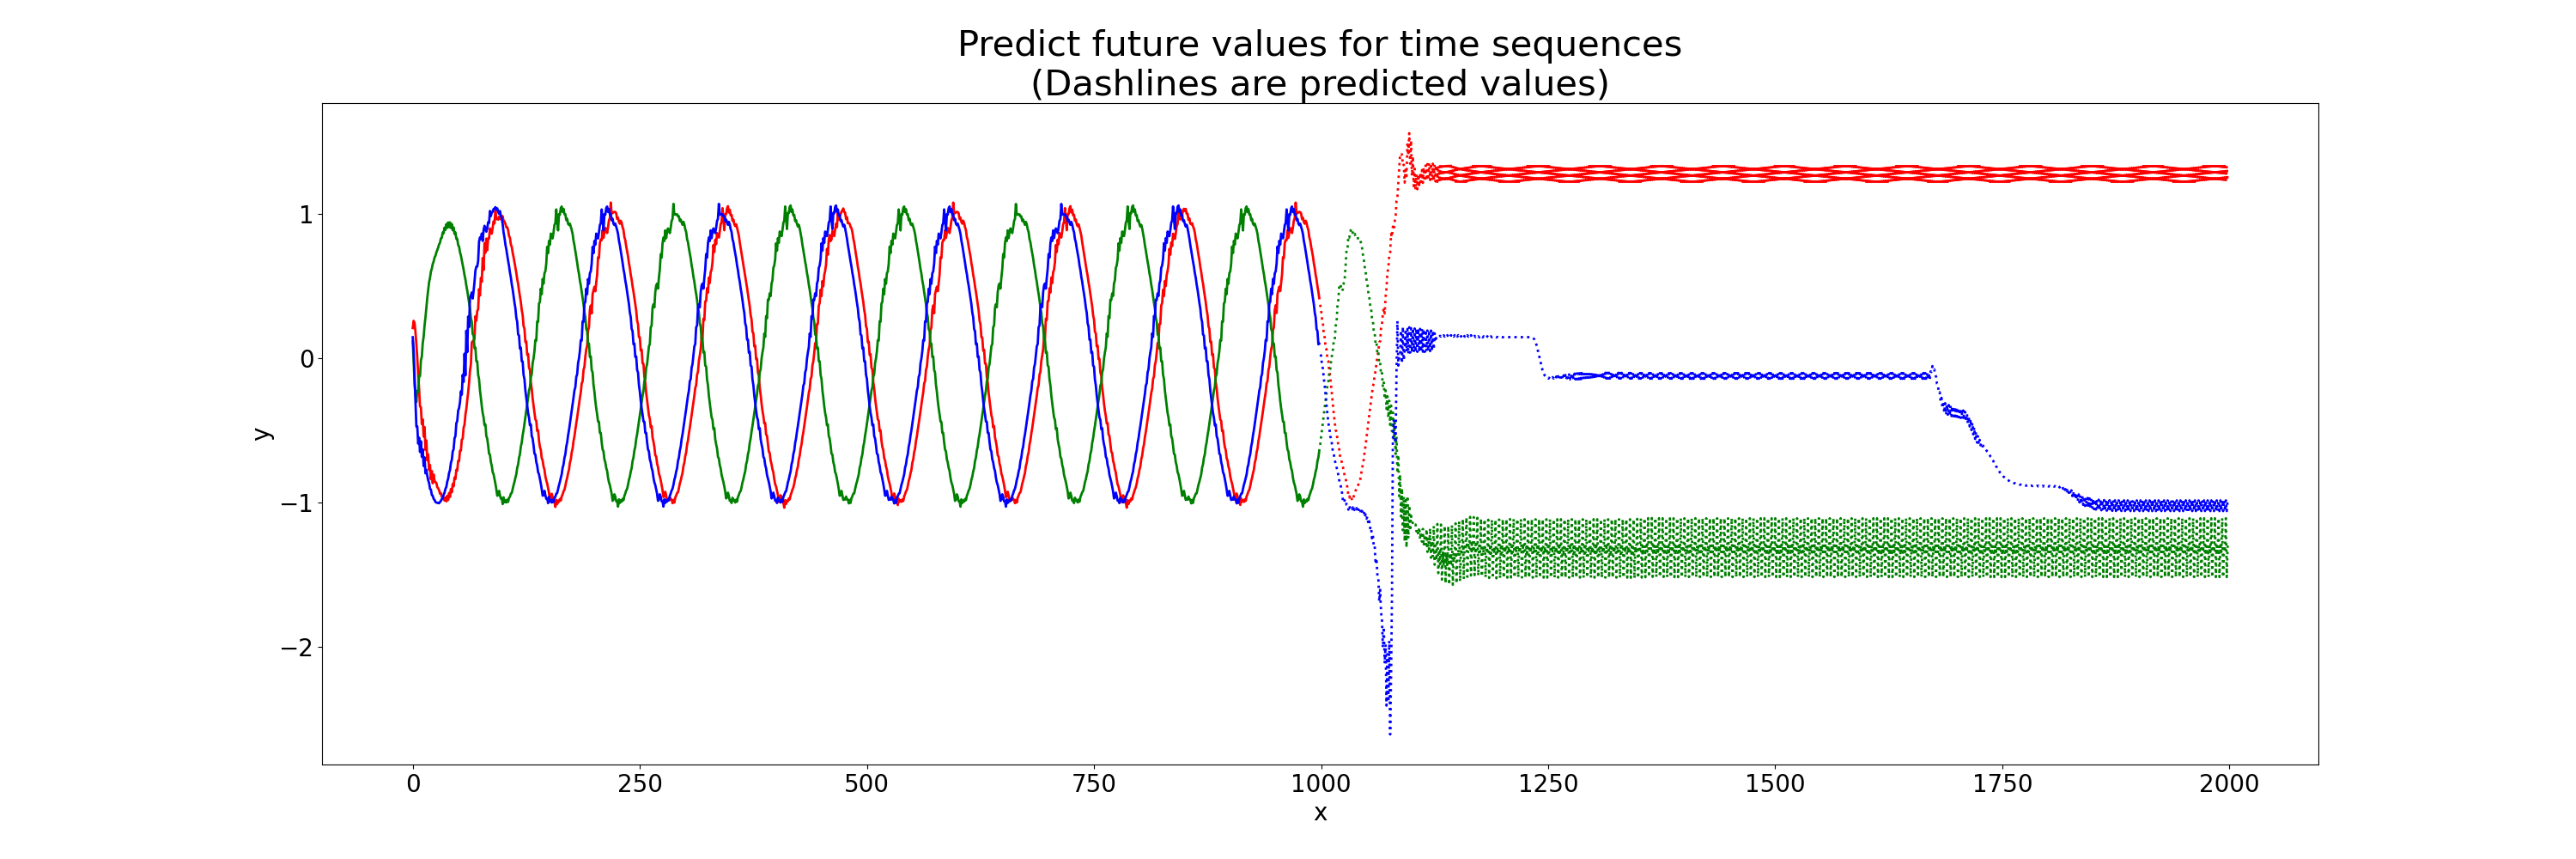 Predict future values for time sequences
(Dashlines are predicted values)
1
0
−1
−2
y
0 250 500 750 1000 1250 1500 1750 2000
x